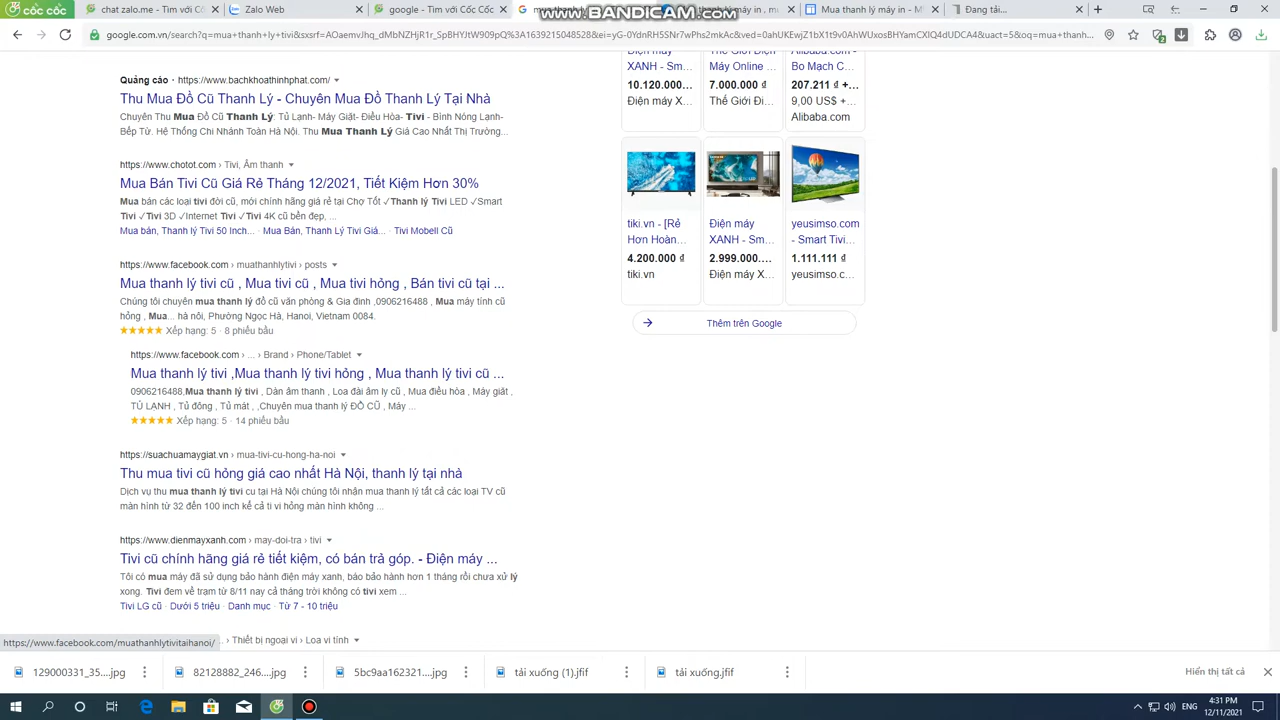 cốc cốc
chat zalo.me - Tìm với Cố
Zalo Web
google - Tìm với Cốc Cốc
Mua thanh lý máy in - mu
Đang tải...
www.BANDICAM.com
google.com.vn/search?q=mua+thanh+ly+tivi&sxsrf=AOaemvJhq_dMbNZHjR1r_SpBHYJtW909pQ%3A1639215048528&ei=yG-0YdnRH5SNr7wPhs2mkAc&ved=0ahUKEwjZ1bX1t9v0AhWUxosBHYamCXIQ4dUDCA4&uact=5&oq=mua+thanh...
Quảng cáo · https://www.bachkhoathinhphat.com/
Thu Mua Đồ Cũ Thanh Lý - Chuyên Mua Đồ Thanh Lý Tại Nhà
Chuyên Thu Mua Đồ Cũ Thanh Lý: Tủ Lạnh- Máy Giặt- Điều Hòa- Tivi - Bình Nóng Lạnh-
Bếp Từ. Hệ Thống Chi Nhánh Toàn Hà Nội. Thu Mua Thanh Lý Giá Cao Nhất Thị Trường...
https://www.chotot.com › Tivi, Âm thanh
Mua Bán Tivi Cũ Giá Rẻ Tháng 12/2021, Tiết Kiệm Hơn 30%
Mua bán các loại tivi đời cũ, mới chính hãng giá rẻ tại Chợ Tốt ✓Thanh lý Tivi LED ✓Smart
Tivi ✓Tivi 3D ✓Internet Tivi ✓Tivi 4K cũ bền đẹp, ...
Mua bán, Thanh lý Tivi 50 Inch... · Mua Bán, Thanh Lý Tivi Giá... · Tivi Mobell Cũ
https://www.facebook.com › muathanhlytivi › posts
Mua thanh lý tivi cũ , Mua tivi cũ , Mua tivi hỏng , Bán tivi cũ tại ...
Chúng tôi chuyên mua thanh lý đồ cũ văn phòng & Gia đinh ,0906216488 , Mua máy tính cũ
hỏng , Mua... hà nôi, Phường Ngọc Hà, Hanoi, Vietnam 0084.
★★★★★ Xếp hạng: 5 · 8 phiếu bầu
https://www.facebook.com › ... › Brand › Phone/Tablet
Mua thanh lý tivi ,Mua thanh lý tivi hỏng , Mua thanh lý tivi cũ ...
0906216488,Mua thanh lý tivi , Dàn âm thanh , Loa đài âm ly cũ , Mua điều hòa , Máy giăt ,
TỦ LẠNH , Tủ đông , Tủ mát , ,Chuyên mua thanh lý ĐỒ CŨ , Máy ...
★★★★★ Xếp hạng: 5 · 14 phiếu bầu
https://suachuamaygiat.vn › mua-tivi-cu-hong-ha-noi
Thu mua tivi cũ hỏng giá cao nhất Hà Nội, thanh lý tại nhà
Dịch vụ thu mua thanh lý tivi cu tại Hà Nội chúng tôi nhận mua thanh lý tất cả các loại TV cũ
màn hình từ 32 đến 100 inch kể cả ti vi hỏng màn hình không ...
https://www.dienmayxanh.com › may-doi-tra › tivi
Tivi cũ chính hãng giá rẻ tiết kiệm, có bán trả góp. - Điện máy ...
Tôi có mua máy đã sử dụng bảo hành điện máy xanh, báo bảo hành hơn 1 tháng rồi chưa xử lý
xong. Tivi đem về trạm từ 8/11 nay cả tháng trời không có tivi xem ...
Tivi LG cũ · Dưới 5 triệu · Danh mục · Từ 7 - 10 triệu
› Thiết bị ngoại vi › Loa vi tính
https://www.facebook.com/muathanhlytivitaihanoi/
XANH - Sm...
10.120.000...
Điện máy X...
Thế Giới Điện
Máy Online ...
7.000.000 ₫
Thế Giới Đi...
Alibaba.com -
Bo Mạch C...
207.211 ₫ +...
9,00 US$ +...
Alibaba.com
tiki.vn - [Rẻ
Hơn Hoàn...
4.200.000 ₫
tiki.vn
Điện máy
XANH - Sm...
2.999.000....
Điện máy X...
yeusimso.com
- Smart Tivi...
1.111.111 ₫
yeusimso.c...
Thêm trên Google
129000331_35....jpg
82128882_246....jpg
5bc9aa162321....jpg
tải xuống (1).jfif
tải xuống.jfif
Hiển thị tất cả
ENG
4:31 PM
12/11/2021